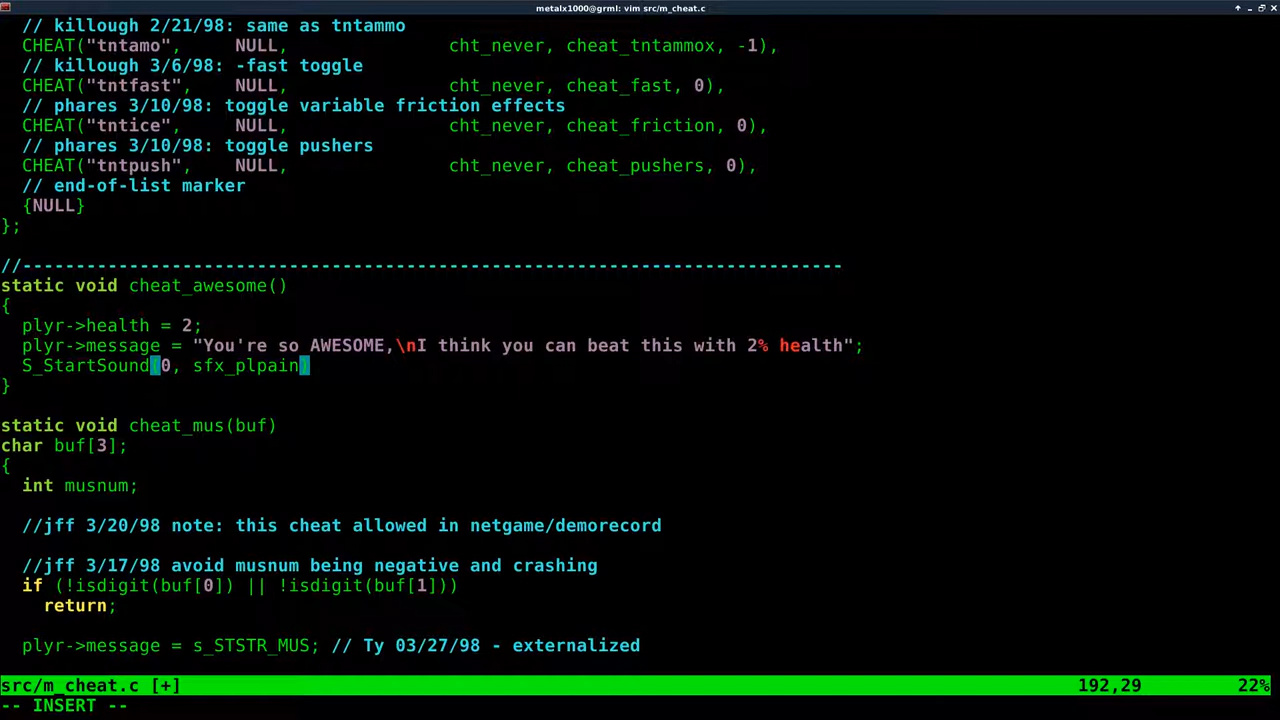 metalx1000@grml: vim src/m_cheat.c
// killough 2/21/98: same as tntammo
CHEAT("tntamo",     NULL,               cht_never, cheat_tntammox, -1),
// killough 3/6/98: -fast toggle
CHEAT("tntfast",    NULL,               cht_never, cheat_fast, 0),
// phares 3/10/98: toggle variable friction effects
CHEAT("tntice",     NULL,               cht_never, cheat_friction, 0),
// phares 3/10/98: toggle pushers
CHEAT("tntpush",    NULL,               cht_never, cheat_pushers, 0),
// end-of-list marker
{NULL}
};
//-----------------------------------------------------------------------------
static void cheat_awesome()
{
plyr->health = 2;
plyr->message = "You're so AWESOME,\nI think you can beat this with 2% health";
S_StartSound(0, sfx_plpain)
}
static void cheat_mus(buf)
char buf[3];
{
int musnum;
//jff 3/20/98 note: this cheat allowed in netgame/demorecord
//jff 3/17/98 avoid musnum being negative and crashing
if (!isdigit(buf[0]) || !isdigit(buf[1]))
return;
plyr->message = s_STSTR_MUS; // Ty 03/27/98 - externalized
src/m_cheat.c [+] 192,29 22%
-- INSERT --